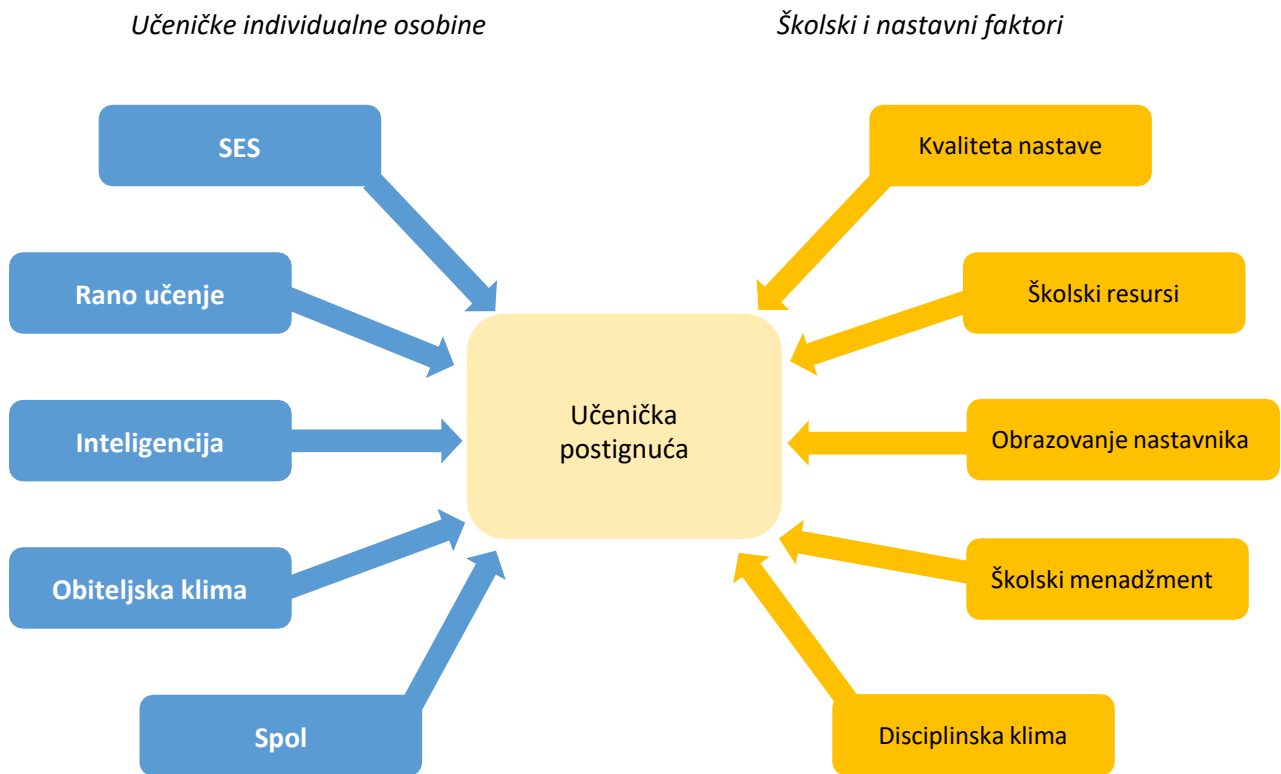 Učeničke individualne osobine
Školski i nastavni faktori
SES
Kvaliteta nastave
Rano učenje
Školski resursi
Učenička
postignuća
Inteligencija
Obrazovanje nastavnika
Obiteljska klima
Školski menadžment
Spol
Disciplinska klima